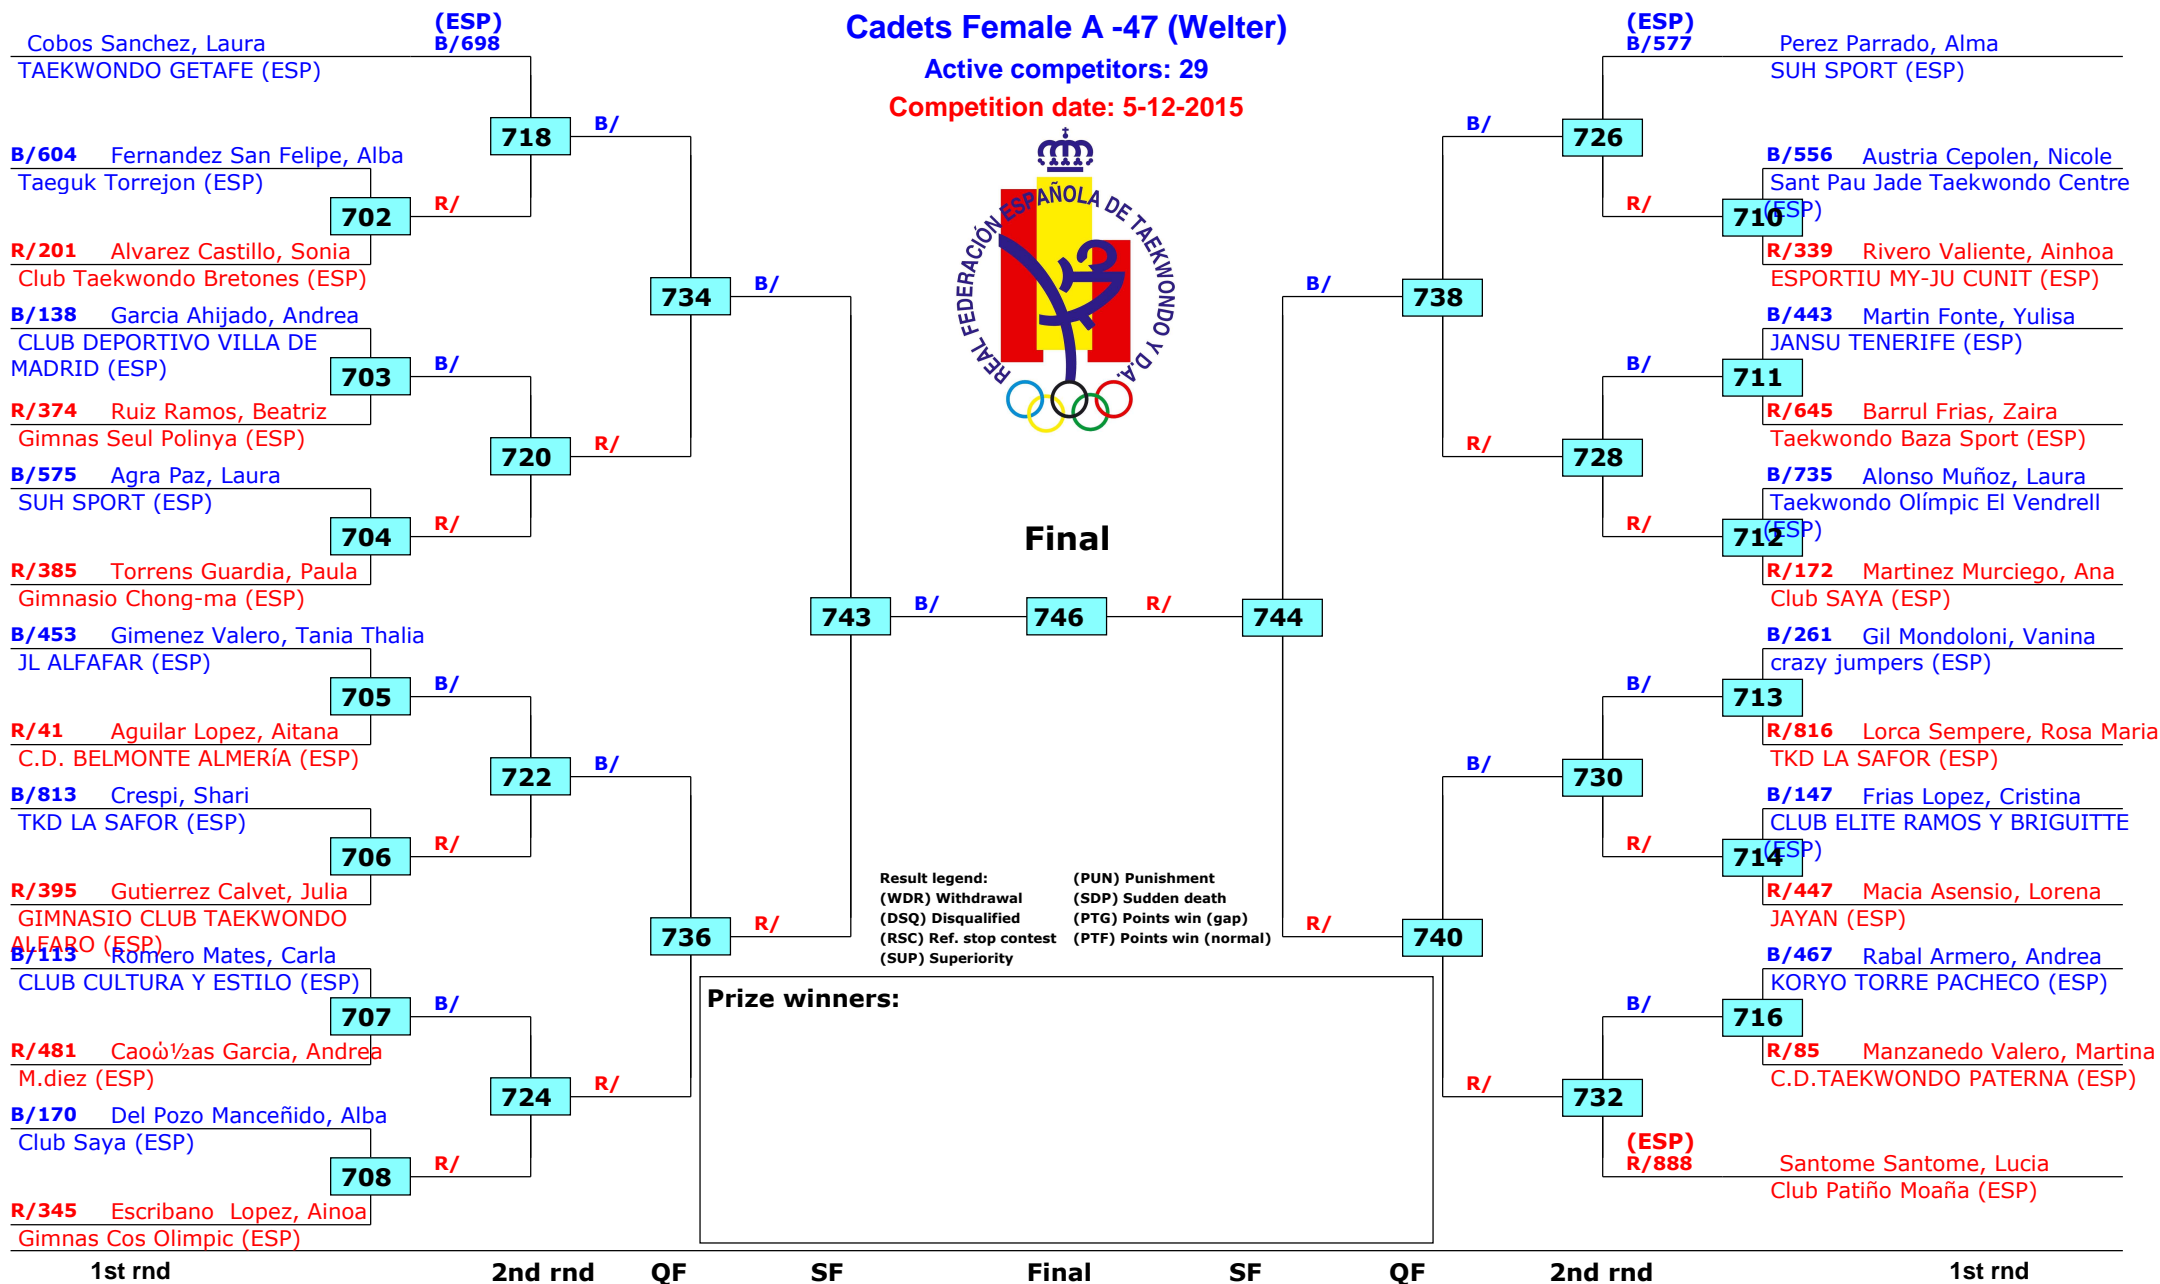 Cadets Female A -47 (Welter)
Active competitors: 29
Competition date: 5-12-2015
REAL FEDERACIÓN ESPAÑOLA DE TAEKWONDO Y D.A.
(ESP)
Cobos Sanchez, Laura B/698
TAEKWONDO GETAFE (ESP)
718 B/
B/604 Fernandez San Felipe, Alba
Taeguk Torrejon (ESP)
702 R/
R/201 Alvarez Castillo, Sonia
Club Taekwondo Bretones (ESP)
734 B/
B/138 Garcia Ahijado, Andrea
CLUB DEPORTIVO VILLA DE
MADRID (ESP)
703 B/
R/374 Ruiz Ramos, Beatriz
Gimnas Seul Polinya (ESP)
720 R/
B/575 Agra Paz, Laura
SUH SPORT (ESP)
704 R/
R/385 Torrens Guardia, Paula
Gimnasio Chong-ma (ESP)
743 B/
B/453 Gimenez Valero, Tania Thalia
JL ALFAFAR (ESP)
705 B/
R/41 Aguilar Lopez, Aitana
C.D. BELMONTE ALMERíA (ESP)
722 B/
B/813 Crespi, Shari
TKD LA SAFOR (ESP)
706 R/
R/395 Gutierrez Calvet, Julia
GIMNASIO CLUB TAEKWONDO
ALFARO (ESP)
736 R/
B/113 Romero Mates, Carla
CLUB CULTURA Y ESTILO (ESP)
707 B/
R/481 Caoώ½as Garcia, Andrea
M.diez (ESP)
724 R/
B/170 Del Pozo Manceñido, Alba
Club Saya (ESP)
708 R/
R/345 Escribano  Lopez, Ainoa
Gimnas Cos Olimpic (ESP)
Final
746
R/ 744
(ESP)
B/577 Perez Parrado, Alma
SUH SPORT (ESP)
B/ 726
B/556 Austria Cepolen, Nicole
Sant Pau Jade Taekwondo Centre
(ESP)
R/ 710
R/339 Rivero Valiente, Ainhoa
ESPORTIU MY-JU CUNIT (ESP)
B/ 738
B/443 Martin Fonte, Yulisa
JANSU TENERIFE (ESP)
B/ 711
R/645 Barrul Frias, Zaira
Taekwondo Baza Sport (ESP)
R/ 728
B/735 Alonso Muñoz, Laura
Taekwondo Olímpic El Vendrell
(ESP)
R/ 712
R/172 Martinez Murciego, Ana
Club SAYA (ESP)
B/261 Gil Mondoloni, Vanina
crazy jumpers (ESP)
B/ 713
R/816 Lorca Sempere, Rosa Maria
TKD LA SAFOR (ESP)
B/ 730
B/147 Frias Lopez, Cristina
CLUB ELITE RAMOS Y BRIGUITTE
(ESP)
R/ 714
R/447 Macia Asensio, Lorena
JAYAN (ESP)
R/ 740
B/467 Rabal Armero, Andrea
KORYO TORRE PACHECO (ESP)
B/ 716
R/85 Manzanedo Valero, Martina
C.D.TAEKWONDO PATERNA (ESP)
R/ 732
(ESP)
R/888 Santome Santome, Lucia
Club Patiño Moaña (ESP)
Result legend: (PUN) Punishment
(WDR) Withdrawal (SDP) Sudden death
(DSQ) Disqualified (PTG) Points win (gap)
(RSC) Ref. stop contest (PTF) Points win (normal)
(SUP) Superiority
Prize winners:
1st rnd 2nd rnd QF SF Final SF QF 2nd rnd 1st rnd